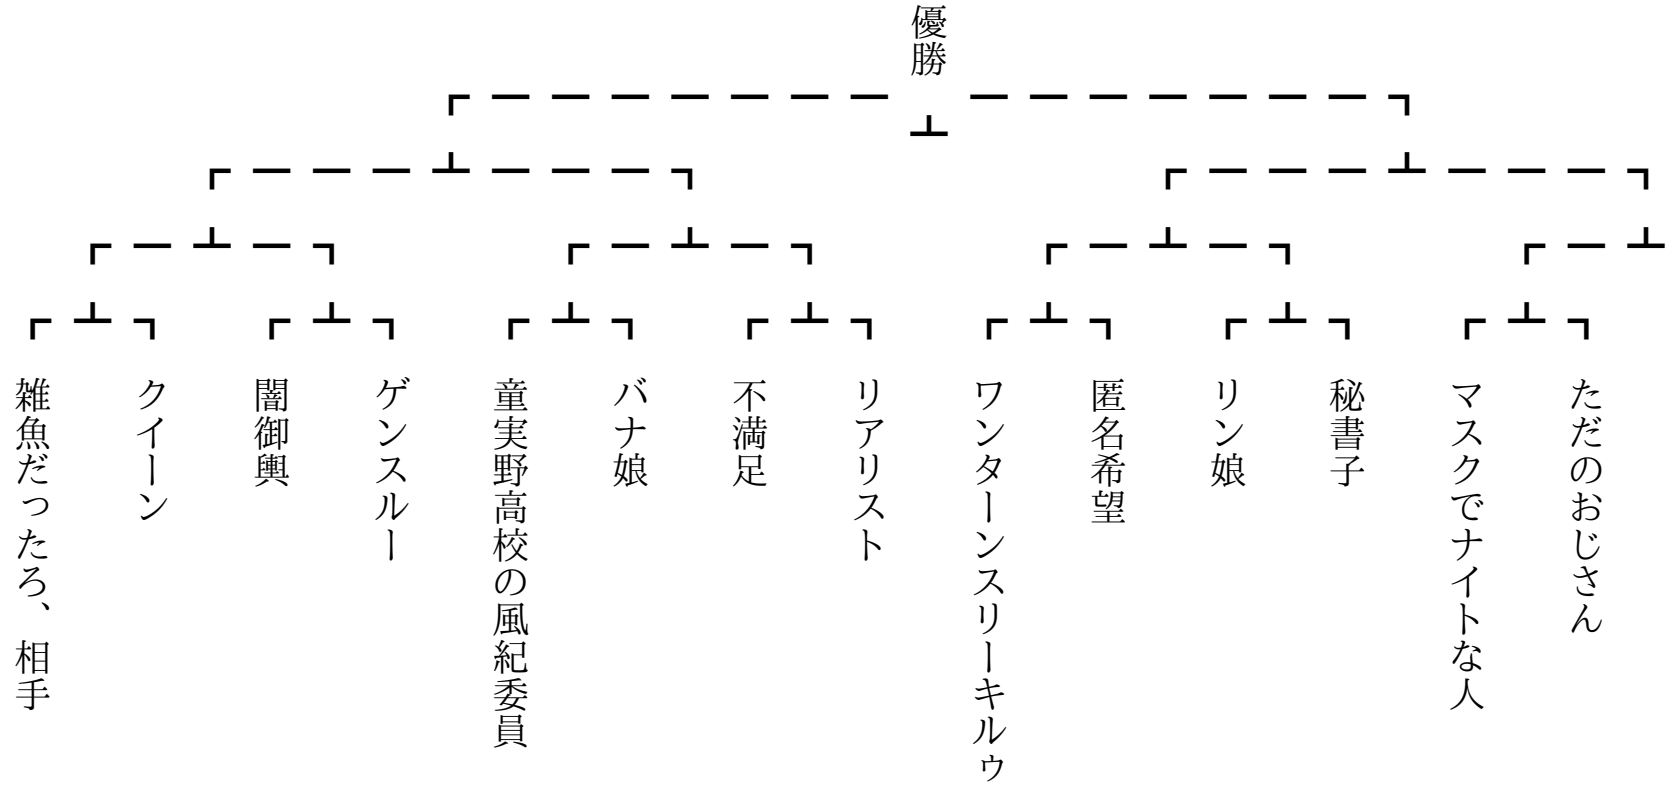 優勝
雑魚だったろ、相手
クイーン
闇御輿
ゲンスルー
童実野高校の風紀委員
バナ娘
不満足
リアリスト
ワンターンスリーキルゥ
匿名希望
リン娘
秘書子
マスクでナイトな人
ただのおじさん